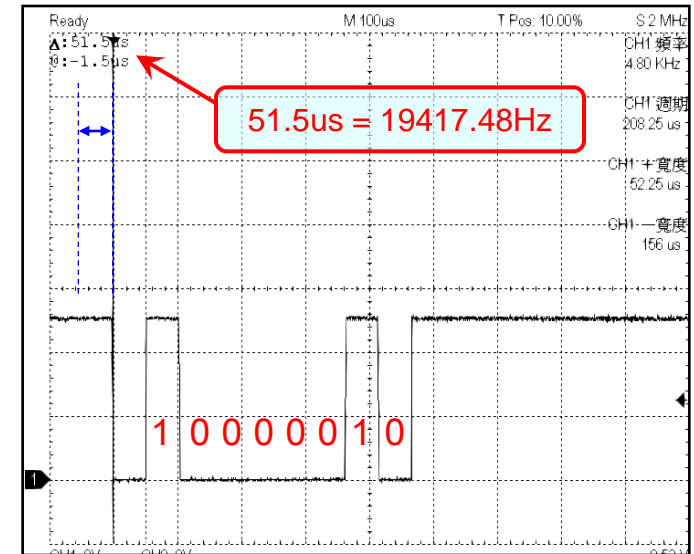 Ready M 100us T Pos: 10.00% S 2 MHz
Δ:51.5us
@:-1.5us
CH1 頻率
4.80 KHz
51.5us = 19417.48Hz
CH1 週期
208.25 us
CH1 +寬度
52.25 us
CH1 —寬度
156 us
1 0 0 0 0 0 1 0
1